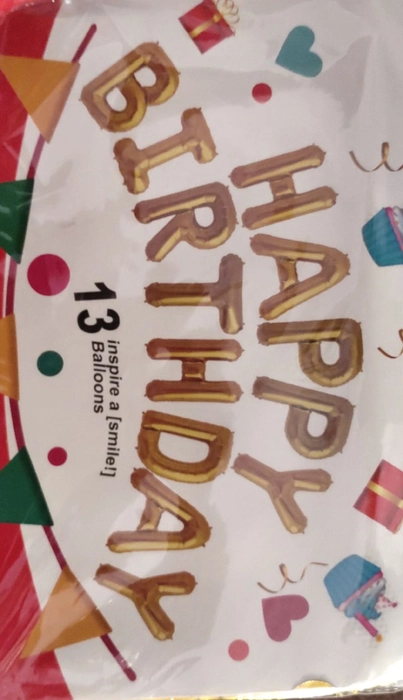 HAPPY
BIRTHDAY
13 inspire a [smile!]
Balloons